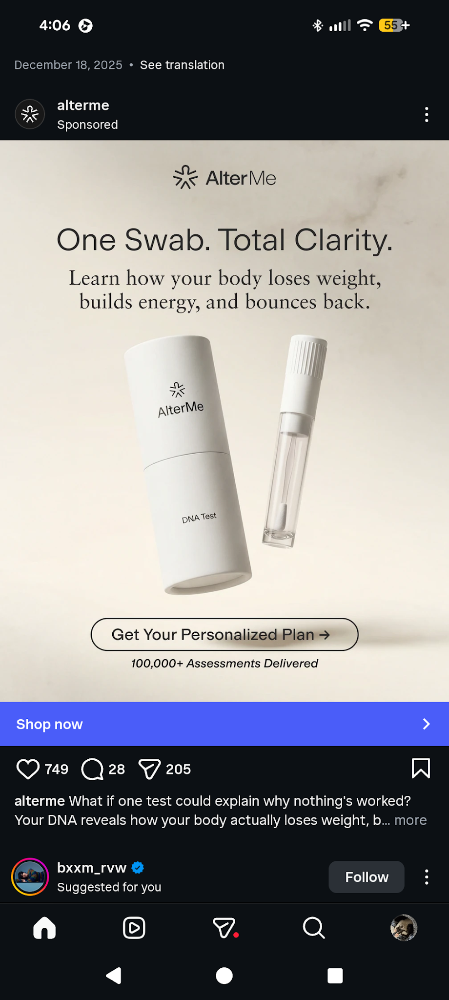 4:06
55
December 18, 2025 • See translation
alterme
Sponsored
AlterMe
One Swab. Total Clarity.
Learn how your body loses weight,
builds energy, and bounces back.
AlterMe
DNA Test
Get Your Personalized Plan →
100,000+ Assessments Delivered
Shop now
749 28 205
alterme What if one test could explain why nothing's worked?
Your DNA reveals how your body actually loses weight, b... more
bxxm_rvw
Suggested for you
Follow